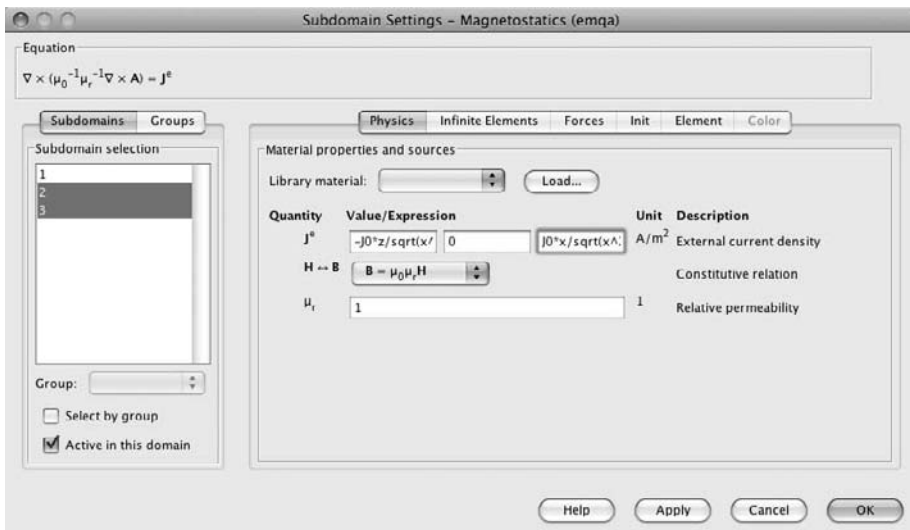 Subdomain Settings – Magnetostatics (emqa)
Equation
∇ × (μ₀⁻¹μᵣ⁻¹∇ × A) = Jᵉ
Subdomains Groups
Subdomain selection
1
2
3
Group:
Select by group
Active in this domain
Physics Infinite Elements Forces Init Element Color
Material properties and sources
Library material: Load...
Quantity Value/Expression Unit Description
Jᵉ -J0*z/sqrt(x^ 0 J0*x/sqrt(x^ A/m² External current density
H ↔ B B = μ₀μᵣH Constitutive relation
μᵣ 1 1 Relative permeability
Help Apply Cancel OK